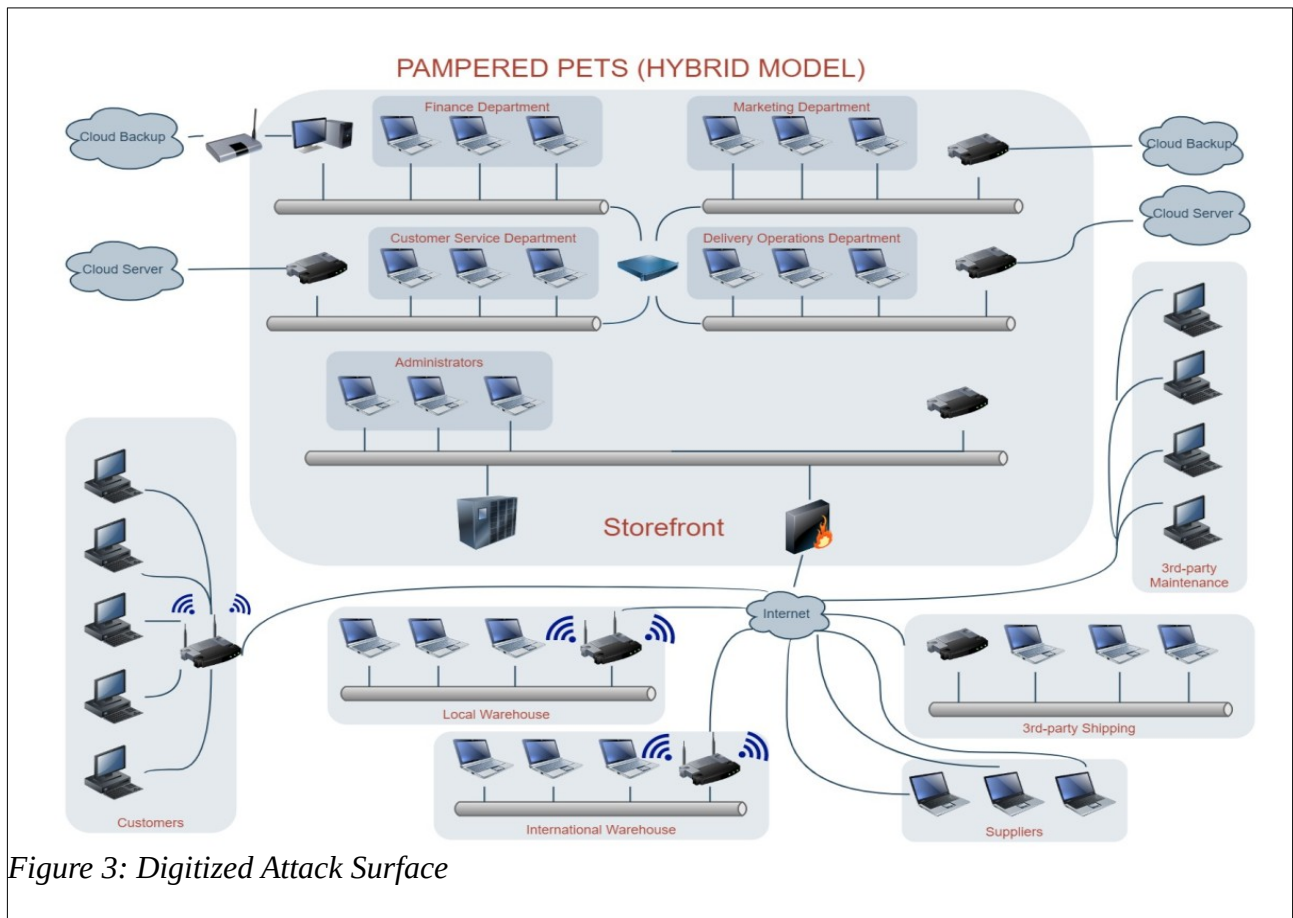 PAMPERED PETS (HYBRID MODEL)
Finance Department
Marketing Department
Cloud Backup
Cloud Backup
Customer Service Department
Delivery Operations Department
Cloud Server
Cloud Server
Administrators
Storefront
3rd-party
Maintenance
Internet
Local Warehouse
3rd-party Shipping
International Warehouse
Suppliers
Customers
Figure 3: Digitized Attack Surface